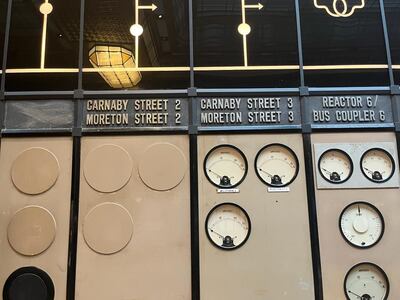 CARNABY STREET 2
MORETON STREET 2
CARNABY STREET 3
MORETON STREET 3
REACTOR 6/
BUS COUPLER 6